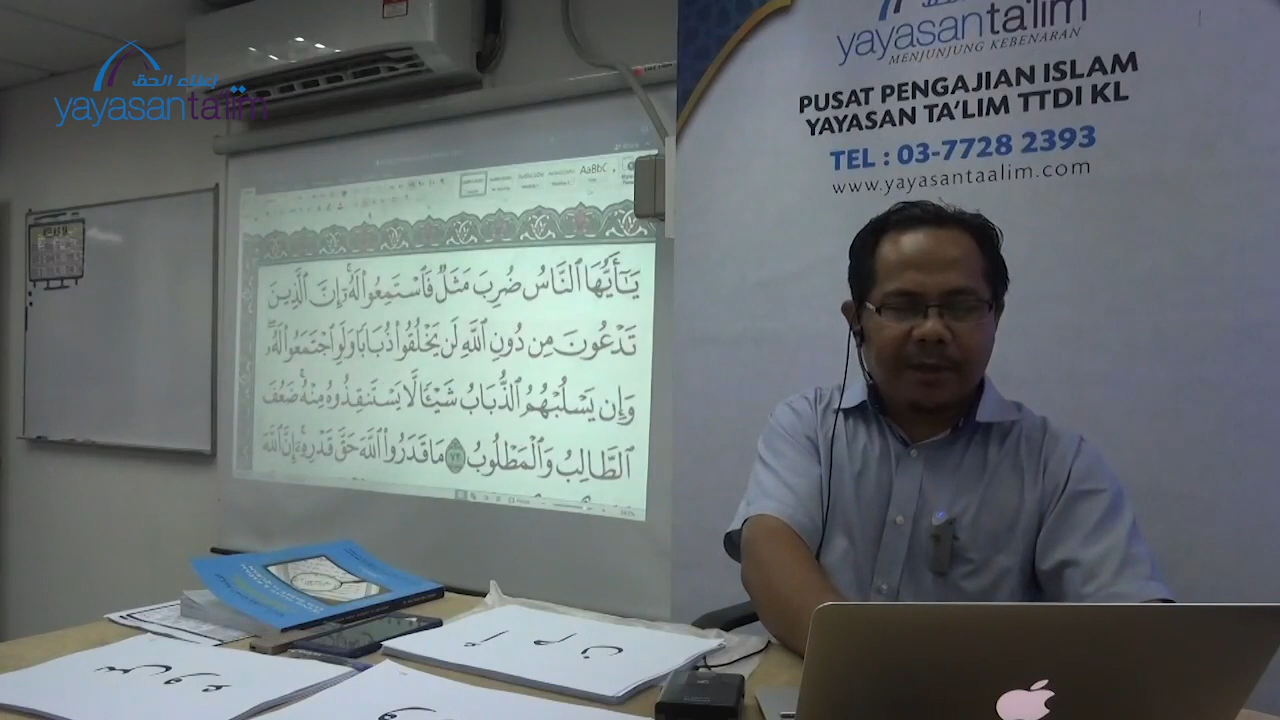 لقاء الحق
yayasanta'lim
yayasanta'lim
MENJUNJUNG KEBENARAN
PUSAT PENGAJIAN ISLAM
YAYASAN TA'LIM TTDI KL
TEL : 03-7728 2393
www.yayasantaalim.com
AaBbC
يَـٰٓأَيُّهَا ٱلنَّاسُ ضُرِبَ مَثَلٌ فَٱسْتَمِعُوا۟ لَهُۥٓ ۚ إِنَّ ٱلَّذِينَ
تَدْعُونَ مِن دُونِ ٱللَّهِ لَن يَخْلُقُوا۟ ذُبَابًا وَلَوِ ٱجْتَمَعُوا۟ لَهُۥ ۖ
وَإِن يَسْلُبْهُمُ ٱلذُّبَابُ شَيْـًٔا لَّا يَسْتَنقِذُوهُ مِنْهُ ۚ ضَعُفَ
ٱلطَّالِبُ وَٱلْمَطْلُوبُ ٧٣ مَا قَدَرُوا۟ ٱللَّهَ حَقَّ قَدْرِهِۦٓ ۗ إِنَّ ٱللَّهَ